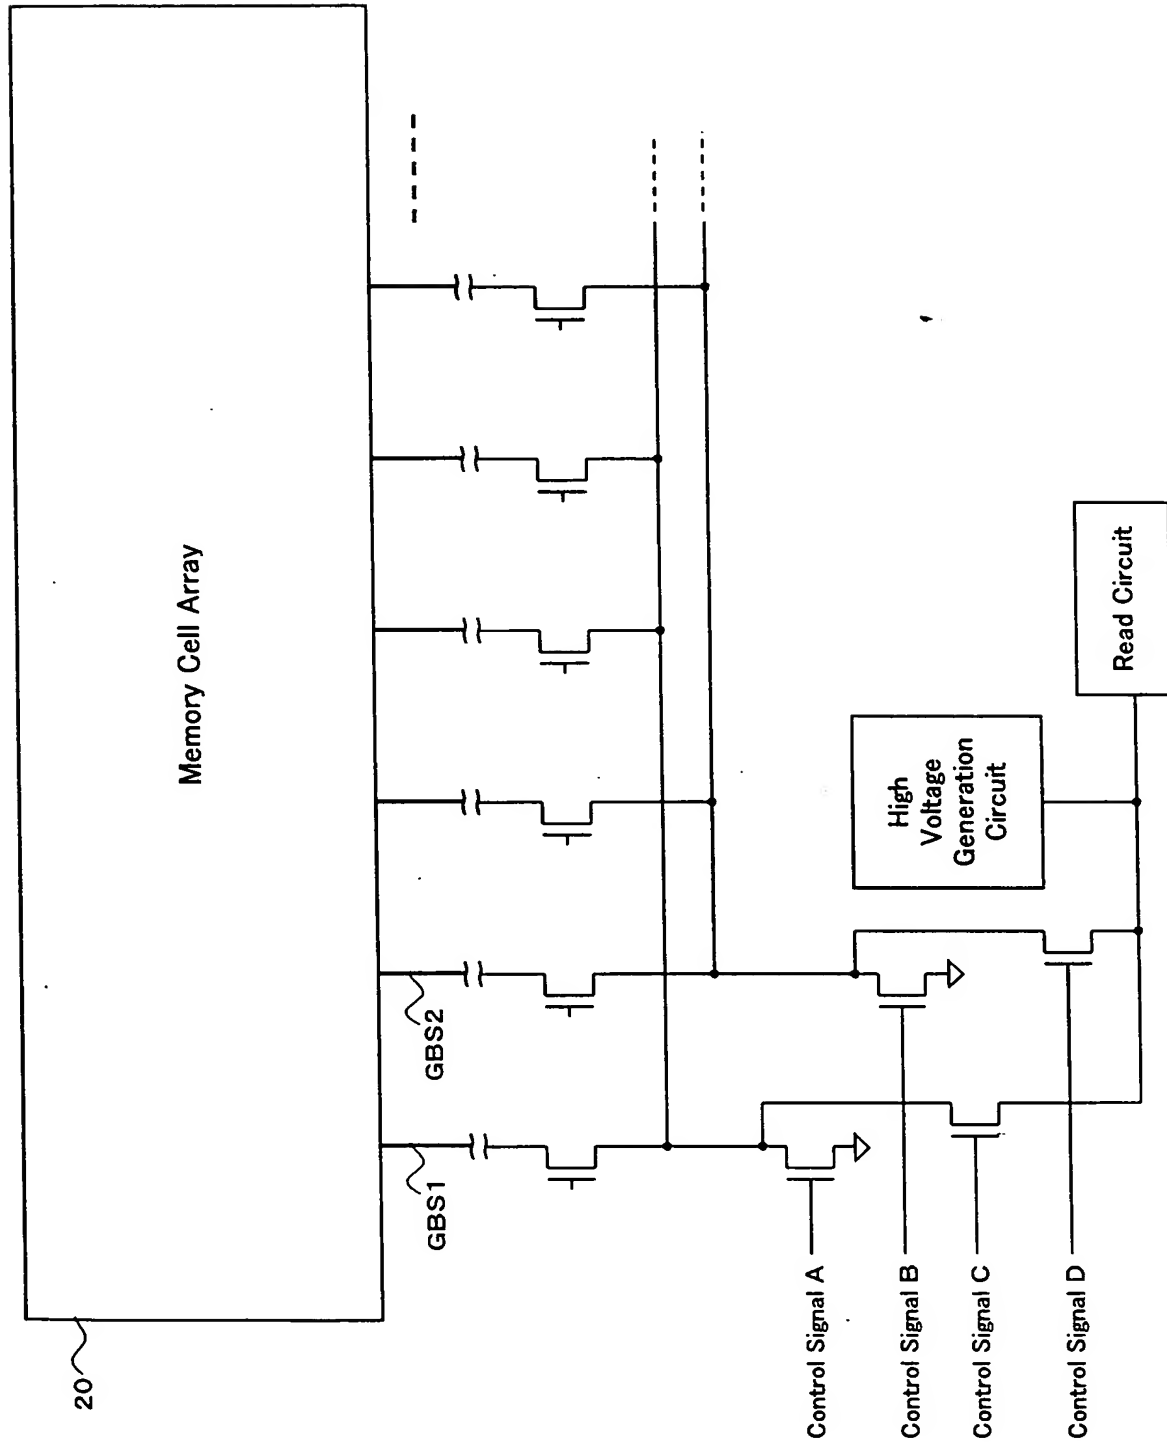 20
Memory Cell Array
GBS1
GBS2
High
Voltage
Generation
Circuit
Read Circuit
Control Signal A
Control Signal B
Control Signal C
Control Signal D